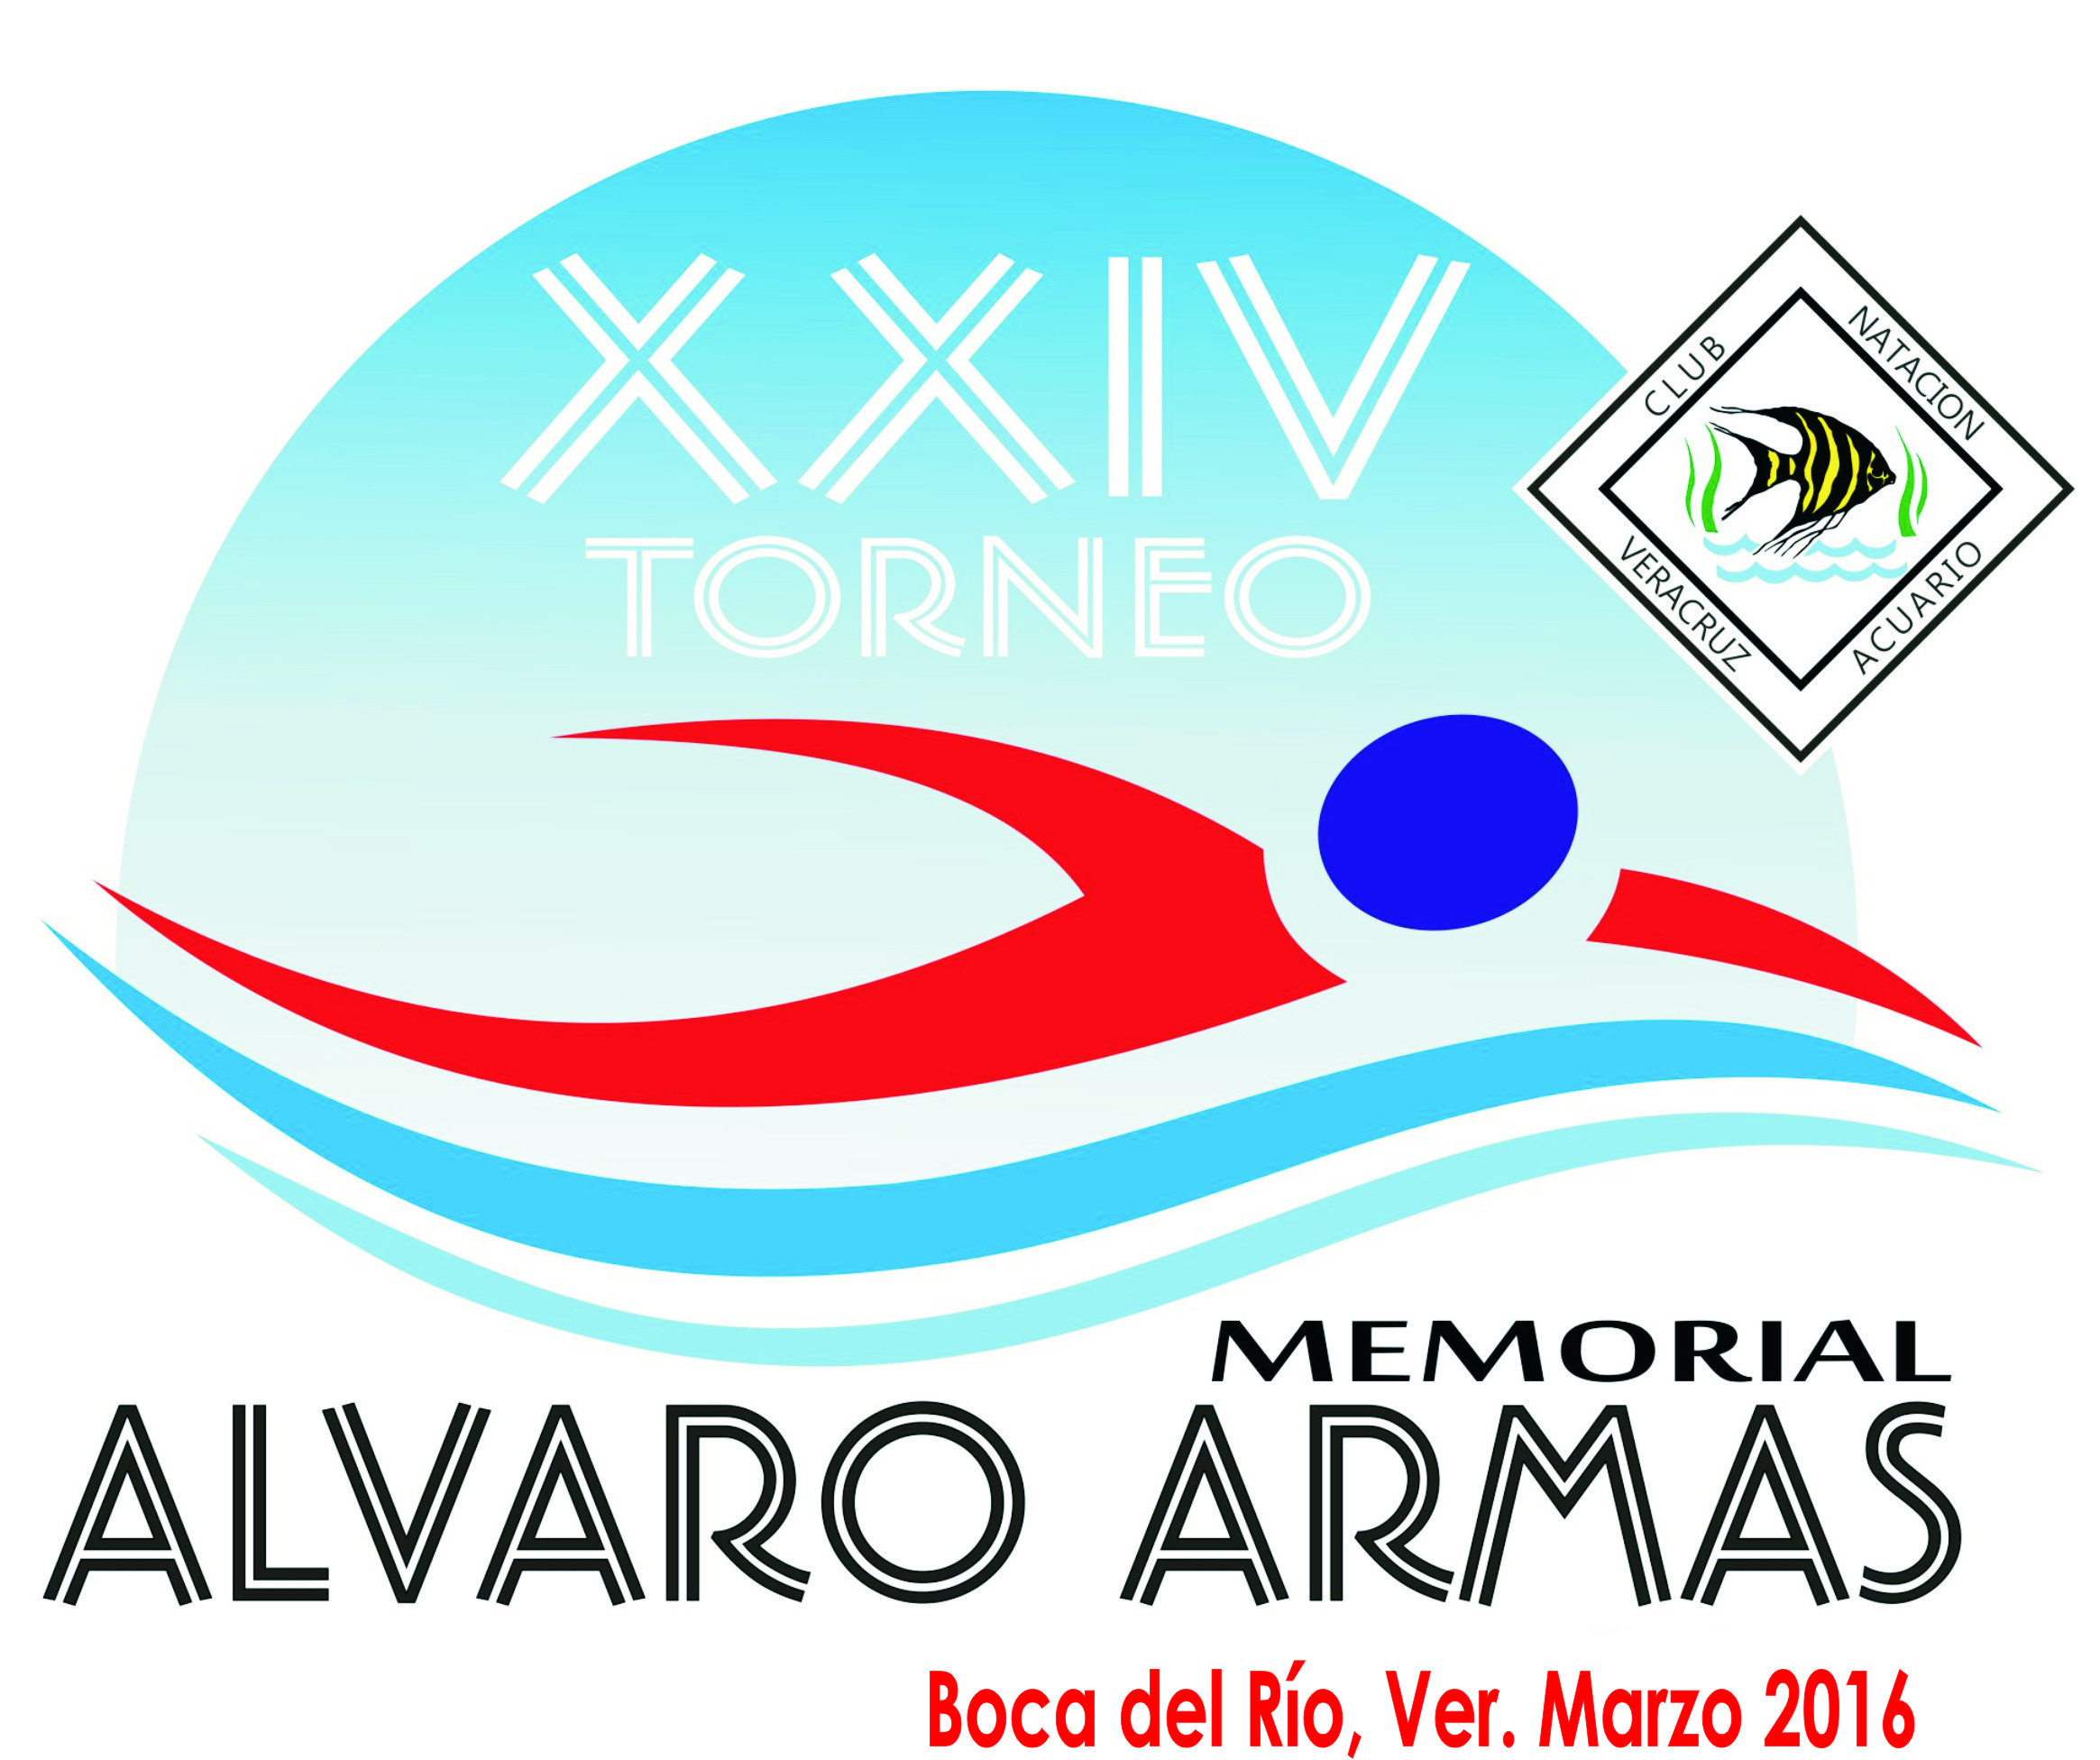 XXIV
TORNEO
CLUB
NATACION
VERACRUZ
ACUARIO
MEMORIAL
ALVARO ARMAS
Boca del Río, Ver. Marzo 2016